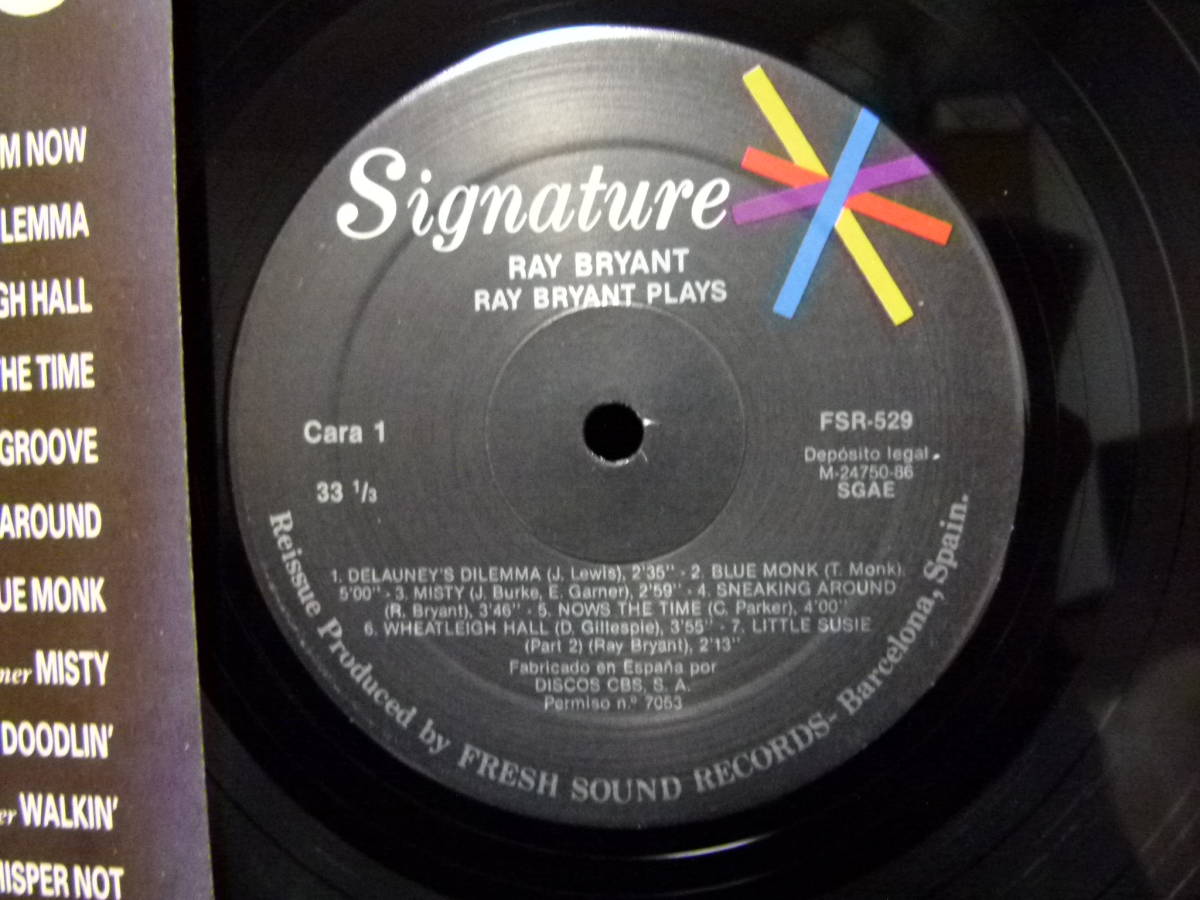 M NOW
LEMMA
GH HALL
HE TIME
GROOVE
AROUND
UE MONK
ner MISTY
DOODLIN'
er WALKIN'
HISPER NOT
Signature
RAY BRYANT
RAY BRYANT PLAYS
Cara 1
33 1/3
FSR-529
Depósito legal.
M-24750-86
SGAE
1. DELAUNEY'S DILEMMA (J. Lewis), 2'35" - 2. BLUE MONK (T. Monk),
5'00" - 3. MISTY (J. Burke, E. Garner), 2'59" - 4. SNEAKING AROUND
(R. Bryant), 3'46" - 5. NOWS THE TIME (C. Parker), 4'00"
6. WHEATLEIGH HALL (D. Gillespie), 3'55" - 7. LITTLE SUSIE
(Part 2) (Ray Bryant), 2'13"
Fabricado en España por
DISCOS CBS, S. A.
Permiso n.º 7053
Reissue Produced by FRESH SOUND RECORDS- Barcelona, Spain.